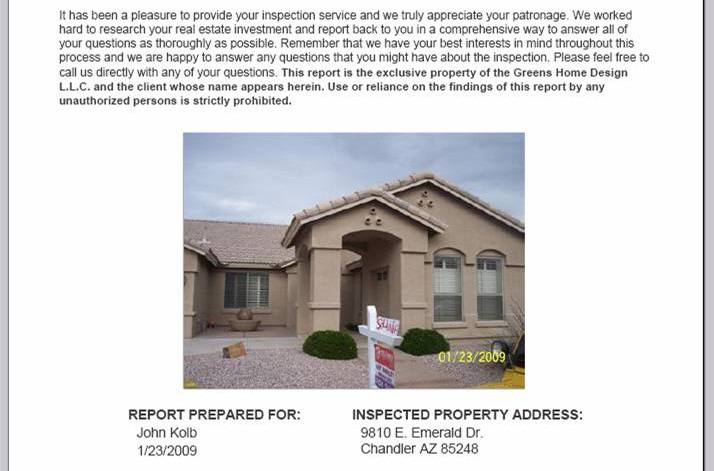 It has been a pleasure to provide your inspection service and we truly appreciate your patronage. We worked
hard to research your real estate investment and report back to you in a comprehensive way to answer all of
your questions as thoroughly as possible. Remember that we have your best interests in mind throughout this
process and we are happy to answer any questions that you might have about the inspection. Please feel free to
call us directly with any of your questions. This report is the exclusive property of the Greens Home Design
L.L.C. and the client whose name appears herein. Use or reliance on the findings of this report by any
unauthorized persons is strictly prohibited.
01/23/2009
REPORT PREPARED FOR: INSPECTED PROPERTY ADDRESS:
John Kolb 9810 E. Emerald Dr.
1/23/2009 Chandler AZ 85248